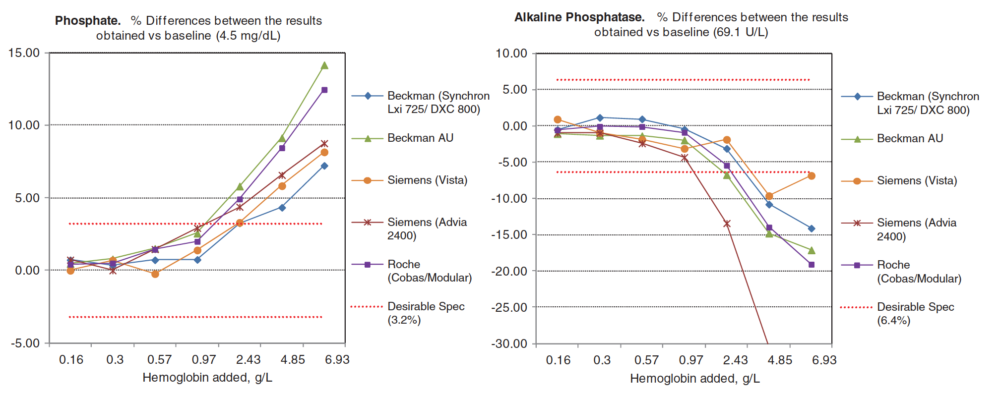 Phosphate. % Differences between the results
obtained vs baseline (4.5 mg/dL)
15.00
10.00
5.00
0.00
-5.00
0.16 0.3 0.57 0.97 2.43 4.85 6.93
Hemoglobin added, g/L
Beckman (Synchron
Lxi 725/ DXC 800)
Beckman AU
Siemens (Vista)
Siemens (Advia
2400)
Roche
(Cobas/Modular)
Desirable Spec
(3.2%)
Alkaline Phosphatase. % Differences between the results
obtained vs baseline (69.1 U/L)
10.00
5.00
0.00
-5.00
-10.00
-15.00
-20.00
-25.00
-30.00
0.16 0.3 0.57 0.97 2.43 4.85 6.93
Hemoglobin added, g/L
Beckman (Synchron
Lxi 725/ DXC 800)
Beckman AU
Siemens (Vista)
Siemens (Advia
2400)
Roche
(Cobas/Modular)
Desirable Spec
(6.4%)